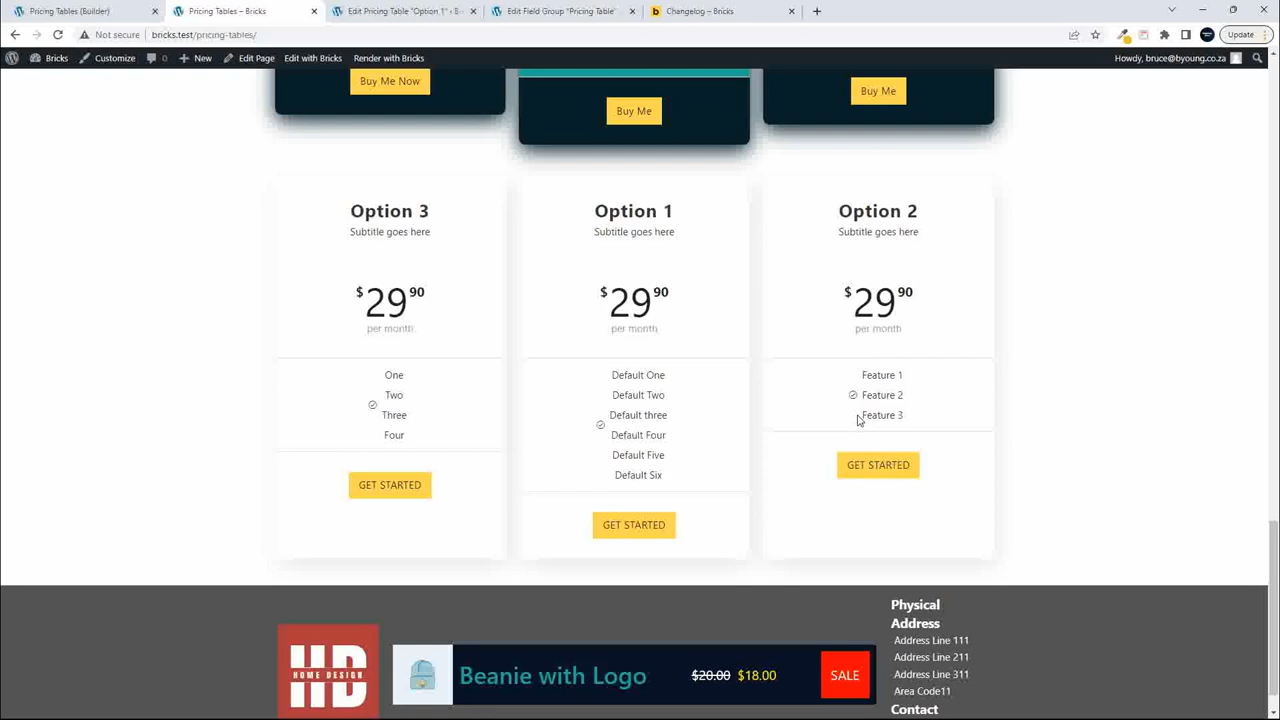 Pricing Tables (Builder)
Pricing Tables – Bricks
Edit Pricing Table "Option 1" ‹ B
Edit Field Group "Pricing Table"
Changelog – Bricks
Not secure
bricks.test/pricing-tables/
Update
Bricks
Customize
0
New
Edit Page
Edit with Bricks
Render with Bricks
Howdy, bruce@byoung.co.za
Buy Me Now
Buy Me
Buy Me
Option 3
Subtitle goes here
$29 90
per month
One
Two
Three
Four
GET STARTED
Option 1
Subtitle goes here
$29 90
per month
Default One
Default Two
Default three
Default Four
Default Five
Default Six
GET STARTED
Option 2
Subtitle goes here
$29 90
per month
Feature 1
Feature 2
Feature 3
GET STARTED
HD
HOME DESIGN
Beanie with Logo
$20.00 $18.00
SALE
Physical
Address
Address Line 111
Address Line 211
Address Line 311
Area Code11
Contact